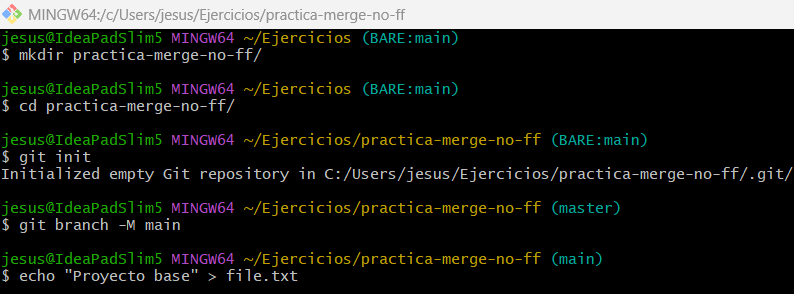 MINGW64:/c/Users/jesus/Ejercicios/practica-merge-no-ff
jesus@IdeaPadSlim5 MINGW64 ~/Ejercicios (BARE:main)
$ mkdir practica-merge-no-ff/
jesus@IdeaPadSlim5 MINGW64 ~/Ejercicios (BARE:main)
$ cd practica-merge-no-ff/
jesus@IdeaPadSlim5 MINGW64 ~/Ejercicios/practica-merge-no-ff (BARE:main)
$ git init
Initialized empty Git repository in C:/Users/jesus/Ejercicios/practica-merge-no-ff/.git/
jesus@IdeaPadSlim5 MINGW64 ~/Ejercicios/practica-merge-no-ff (master)
$ git branch -M main
jesus@IdeaPadSlim5 MINGW64 ~/Ejercicios/practica-merge-no-ff (main)
$ echo "Proyecto base" > file.txt